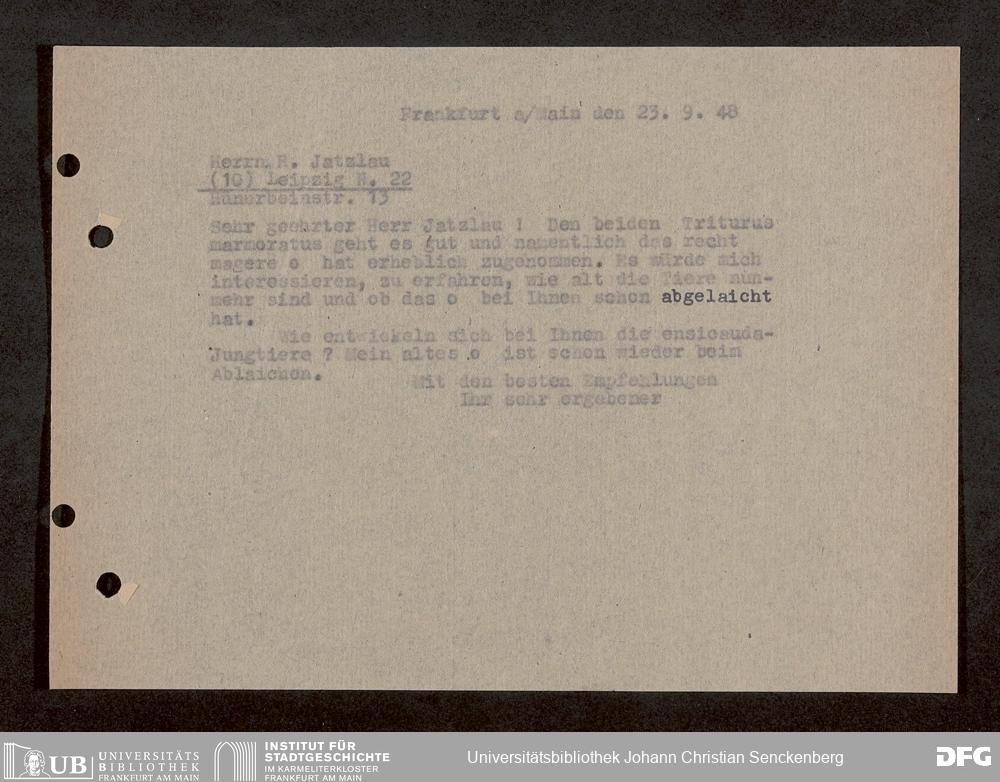 Frankfurt a/Main den 23. 9. 48
Herrn R. Jatzlau
(10) Leipzig N. 22
Hünerbeinstr. 13
Sehr geehrter Herr Jatzlau ! Den beiden Triturus
marmoratus geht es gut und namentlich das recht
magere o hat erheblich zugenommen. Es würde mich
interessieren, zu erfahren, wie alt die Tiere nun-
mehr sind und ob das o bei Ihnen schon abgelaicht
hat.
Wie entwickeln sich bei Ihnen die ensicauda-
Jungtiere ? Mein altes o ist schon wieder beim
Ablaichen.
Mit den besten Empfehlungen
Ihr sehr ergebener
UB UNIVERSITÄTS
BIBLIOTHEK
FRANKFURT AM MAIN
INSTITUT FÜR
STADTGESCHICHTE
IM KARMELITERKLOSTER
FRANKFURT AM MAIN
Universitätsbibliothek Johann Christian Senckenberg
DFG